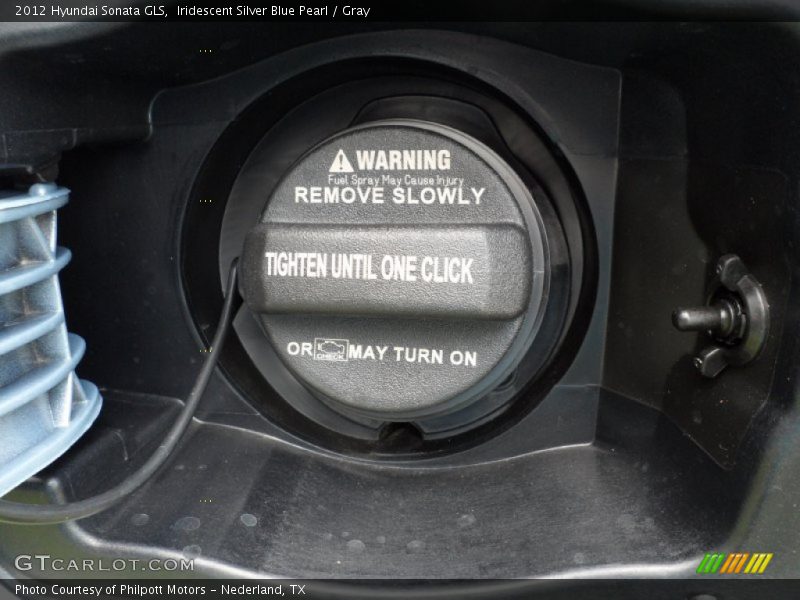 2012 Hyundai Sonata GLS,  Iridescent Silver Blue Pearl / Gray
WARNING
Fuel Spray May Cause Injury
REMOVE SLOWLY
TIGHTEN UNTIL ONE CLICK
OR CHECK MAY TURN ON
GTCARLOT.COM
Photo Courtesy of Philpott Motors - Nederland, TX